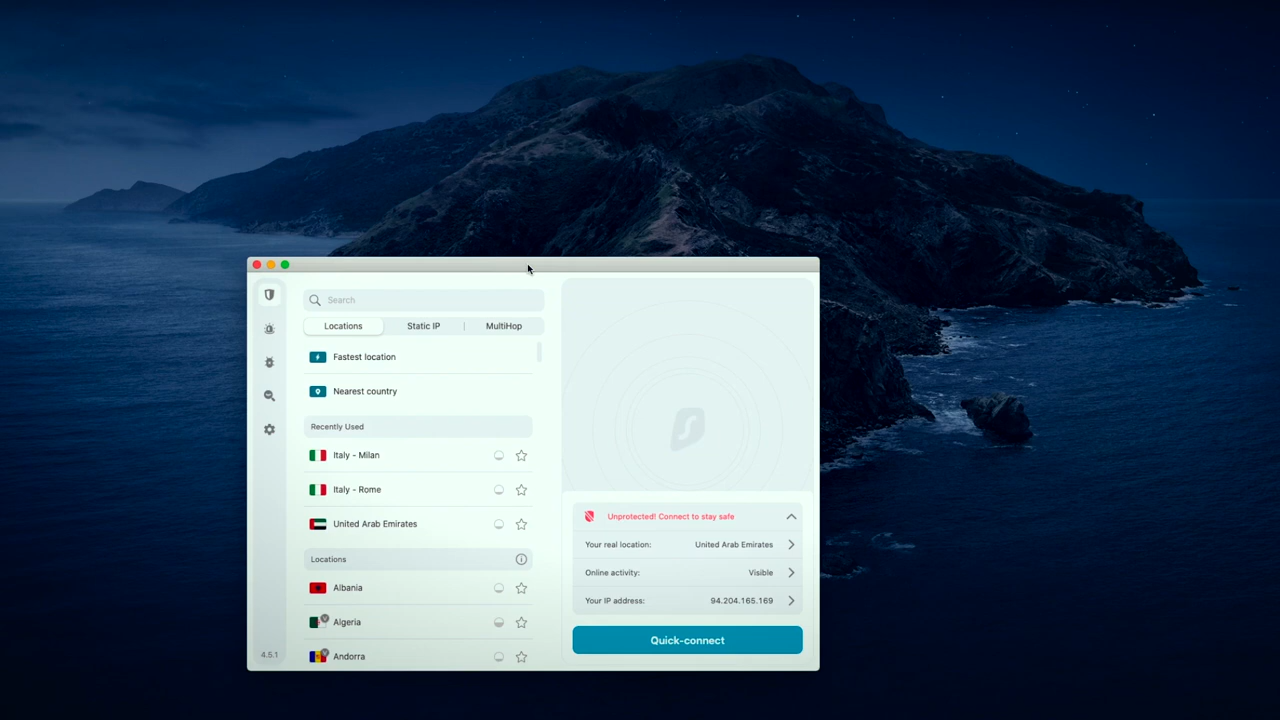 Search
Locations
Static IP
MultiHop
Fastest location
Nearest country
Recently Used
Italy - Milan
Italy - Rome
United Arab Emirates
Locations
Albania
Algeria
Andorra
4.5.1
Unprotected! Connect to stay safe
Your real location: United Arab Emirates
Online activity: Visible
Your IP address: 94.204.165.169
Quick-connect